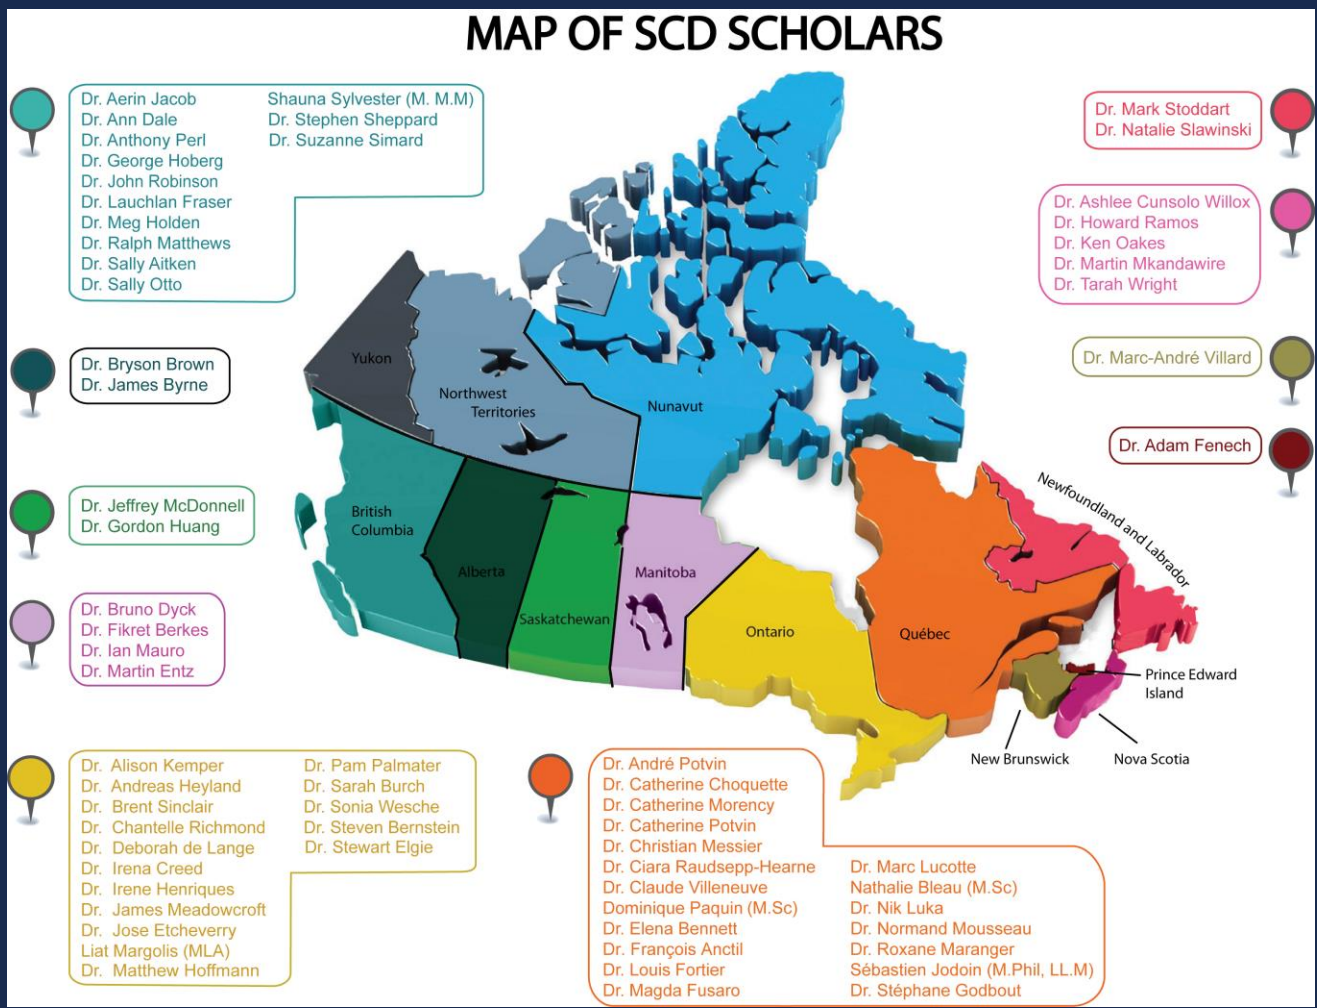 MAP OF SCD SCHOLARS
Dr. Aerin Jacob
Dr. Ann Dale
Dr. Anthony Perl
Dr. George Hoberg
Dr. John Robinson
Dr. Lauchlan Fraser
Dr. Meg Holden
Dr. Ralph Matthews
Dr. Sally Aitken
Dr. Sally Otto
Shauna Sylvester (M. M.M)
Dr. Stephen Sheppard
Dr. Suzanne Simard
Dr. Bryson Brown
Dr. James Byrne
Dr. Jeffrey McDonnell
Dr. Gordon Huang
Dr. Bruno Dyck
Dr. Fikret Berkes
Dr. Ian Mauro
Dr. Martin Entz
Dr. Mark Stoddart
Dr. Natalie Slawinski
Dr. Ashlee Cunsolo Willox
Dr. Howard Ramos
Dr. Ken Oakes
Dr. Martin Mkandawire
Dr. Tarah Wright
Dr. Marc-André Villard
Dr. Adam Fenech
Yukon
Northwest
Territories
Nunavut
British
Columbia
Alberta
Saskatchewan
Manitoba
Ontario
Québec
Newfoundland and Labrador
Prince Edward
Island
New Brunswick
Nova Scotia
Dr. Alison Kemper
Dr. Andreas Heyland
Dr. Brent Sinclair
Dr. Chantelle Richmond
Dr. Deborah de Lange
Dr. Irena Creed
Dr. Irene Henriques
Dr. James Meadowcroft
Dr. Jose Etcheverry
Liat Margolis (MLA)
Dr. Matthew Hoffmann
Dr. Pam Palmater
Dr. Sarah Burch
Dr. Sonia Wesche
Dr. Steven Bernstein
Dr. Stewart Elgie
Dr. André Potvin
Dr. Catherine Choquette
Dr. Catherine Morency
Dr. Catherine Potvin
Dr. Christian Messier
Dr. Ciara Raudsepp-Hearne
Dr. Claude Villeneuve
Dominique Paquin (M.Sc)
Dr. Elena Bennett
Dr. François Anctil
Dr. Louis Fortier
Dr. Magda Fusaro
Dr. Marc Lucotte
Nathalie Bleau (M.Sc)
Dr. Nik Luka
Dr. Normand Mousseau
Dr. Roxane Maranger
Sébastien Jodoin (M.Phil, LL.M)
Dr. Stéphane Godbout